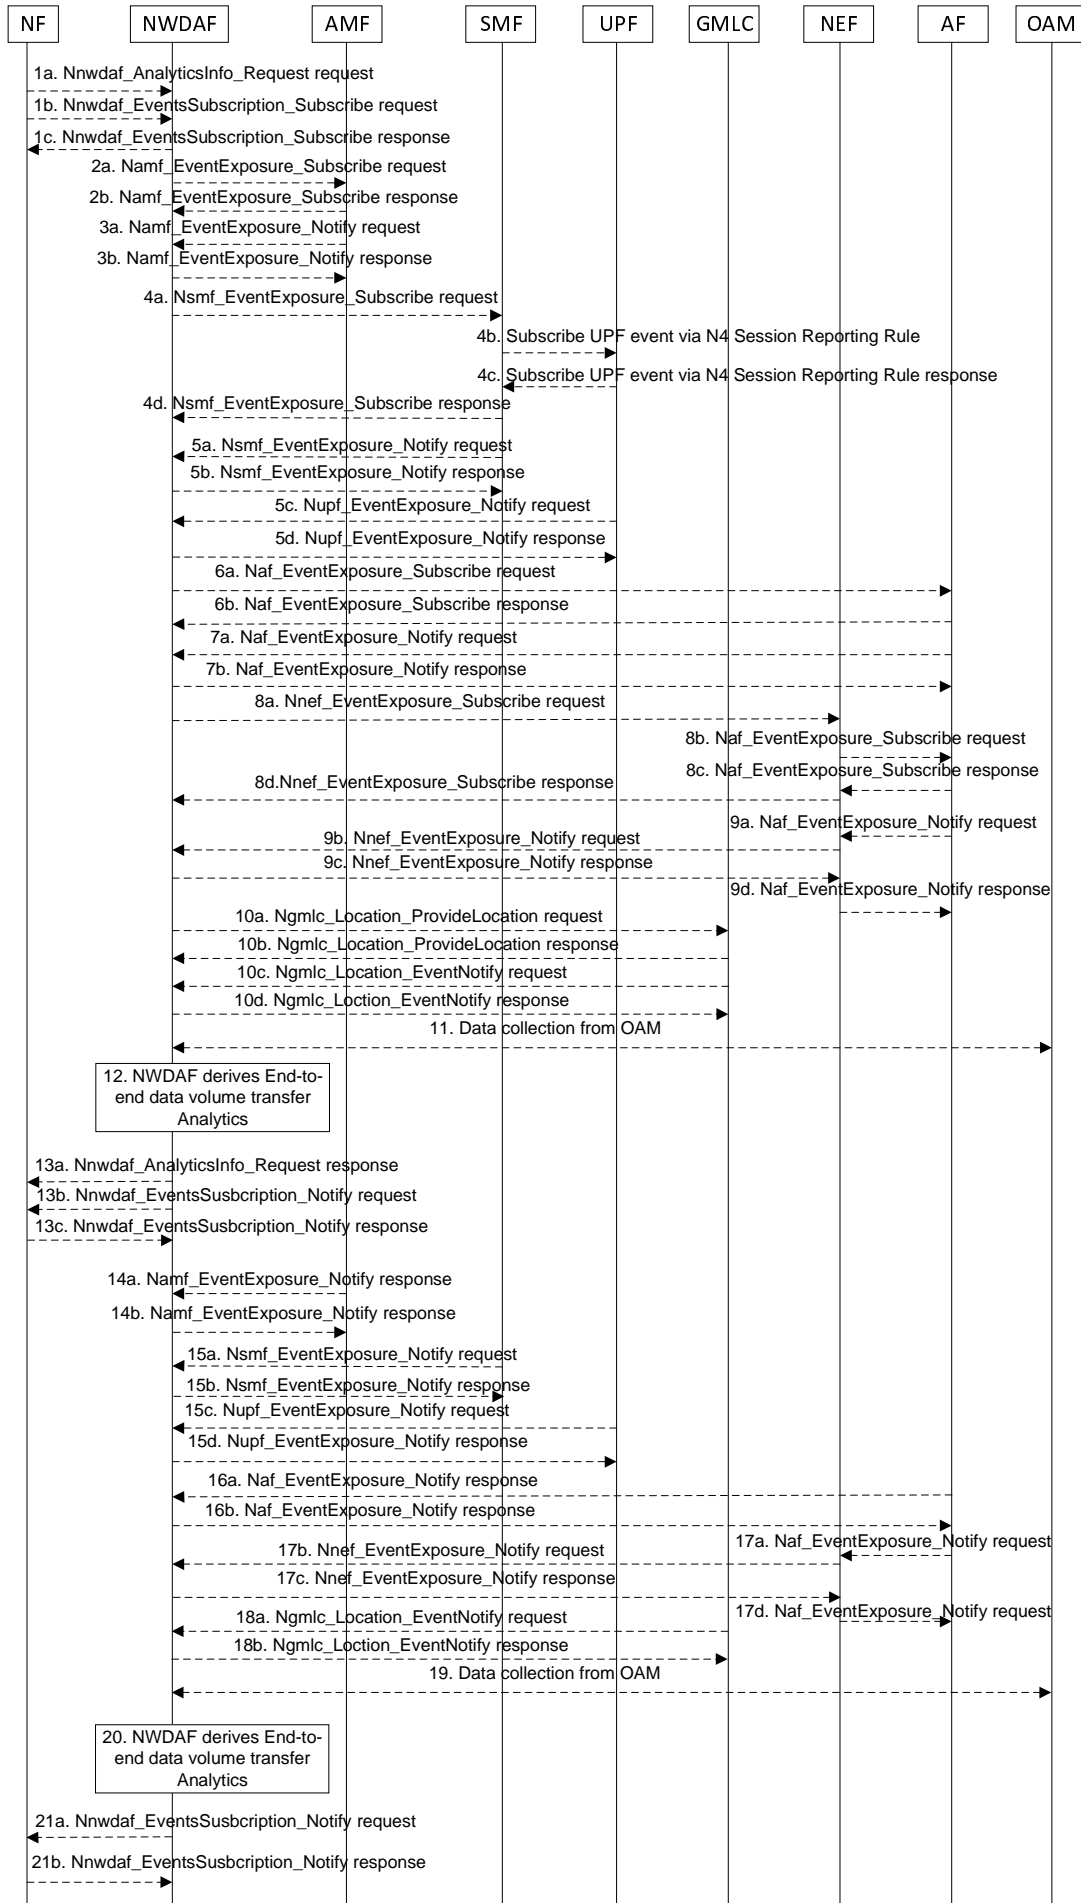 NF NWDAF AMF SMF UPF GMLC NEF AF OAM
1a. Nnwdaf_AnalyticsInfo_Request request
1b. Nnwdaf_EventsSubscription_Subscribe request
1c. Nnwdaf_EventsSubscription_Subscribe response
2a. Namf_EventExposure_Subscribe request
2b. Namf_EventExposure_Subscribe response
3a. Namf_EventExposure_Notify request
3b. Namf_EventExposure_Notify response
4a. Nsmf_EventExposure_Subscribe request
4b. Subscribe UPF event via N4 Session Reporting Rule
4c. Subscribe UPF event via N4 Session Reporting Rule response
4d. Nsmf_EventExposure_Subscribe response
5a. Nsmf_EventExposure_Notify request
5b. Nsmf_EventExposure_Notify response
5c. Nupf_EventExposure_Notify request
5d. Nupf_EventExposure_Notify response
6a. Naf_EventExposure_Subscribe request
6b. Naf_EventExposure_Subscribe response
7a. Naf_EventExposure_Notify request
7b. Naf_EventExposure_Notify response
8a. Nnef_EventExposure_Subscribe request
8b. Naf_EventExposure_Subscribe request
8c. Naf_EventExposure_Subscribe response
8d.Nnef_EventExposure_Subscribe response
9a. Naf_EventExposure_Notify request
9b. Nnef_EventExposure_Notify request
9c. Nnef_EventExposure_Notify response
9d. Naf_EventExposure_Notify response
10a. Ngmlc_Location_ProvideLocation request
10b. Ngmlc_Location_ProvideLocation response
10c. Ngmlc_Location_EventNotify request
10d. Ngmlc_Loction_EventNotify response
11. Data collection from OAM
12. NWDAF derives End-to-
end data volume transfer
Analytics
13a. Nnwdaf_AnalyticsInfo_Request response
13b. Nnwdaf_EventsSusbcription_Notify request
13c. Nnwdaf_EventsSusbcription_Notify response
14a. Namf_EventExposure_Notify response
14b. Namf_EventExposure_Notify response
15a. Nsmf_EventExposure_Notify request
15b. Nsmf_EventExposure_Notify response
15c. Nupf_EventExposure_Notify request
15d. Nupf_EventExposure_Notify response
16a. Naf_EventExposure_Notify response
16b. Naf_EventExposure_Notify response
17a. Naf_EventExposure_Notify request
17b. Nnef_EventExposure_Notify request
17c. Nnef_EventExposure_Notify response
17d. Naf_EventExposure_Notify request
18a. Ngmlc_Location_EventNotify request
18b. Ngmlc_Loction_EventNotify response
19. Data collection from OAM
20. NWDAF derives End-to-
end data volume transfer
Analytics
21a. Nnwdaf_EventsSusbcription_Notify request
21b. Nnwdaf_EventsSusbcription_Notify response